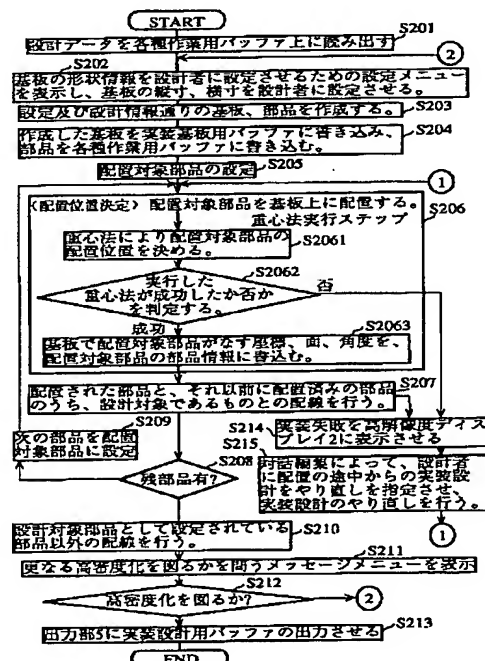 START
S201
設計データを各種作業用バッファ上に読み出す
②
S202
基板の形状情報を設計者に設定させるための設定メニュー
を表示し、基板の縦寸、横寸を設計者に設定させる。
S203
設定及び設計情報通りの基板、部品を作成する。
S204
作成した基板を実装基板用バッファに書き込み、
部品を各種作業用バッファに書き込む。
S205
配置対象部品の設定
①
〈配置位置決定〉配置対象部品を基板上に配置する。
重心法実行ステップ
S206
S2061
重心法により配置対象部品の
配置位置を決める。
S2062
実行した
重心法が成功したか否か
を判定する。
否
成功
S2063
基板で配置対象部品がなす座標、面、角度を、
配置対象部品の部品情報に書込む。
S207
配置された部品と、それ以前に配置済みの部品
のうち、設計対象であるものとの配線を行う。
S209
次の部品を配置
対象部品に設定
S208
残部品有?
S214
実装失敗を高解像度ディス
プレイ2に表示させる
S215
対話編集によって、設計者
に配置の途中からの実装設
計をやり直しを指定させ、
実装設計のやり直しを行う。
①
S210
設計対象部品として設定されている
部品以外の配線を行う。
S211
更なる高密度化を図るかを問うメッセージメニューを表示
S212
高密度化を図るか?
②
S213
出力部5に実装設計用バッファの出力させる
END